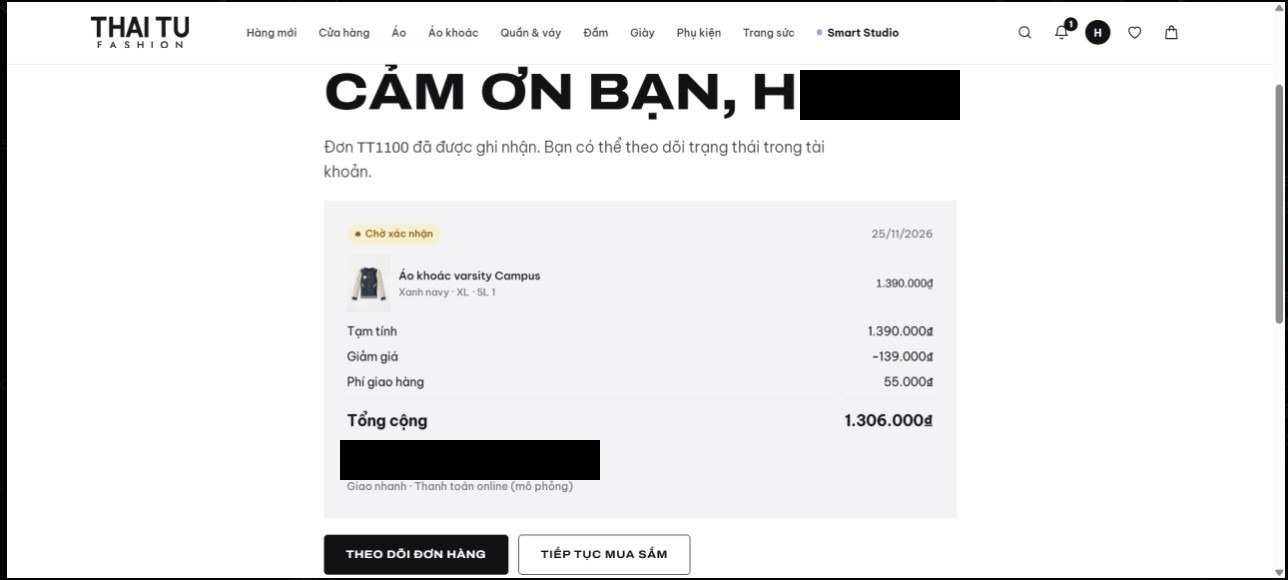 THAI TU
FASHION
Hàng mới Cửa hàng Áo Áo khoác Quần & váy Đầm Giày Phụ kiện Trang sức Smart Studio 1 H
CẢM ƠN BẠN, H
Đơn TT1100 đã được ghi nhận. Bạn có thể theo dõi trạng thái trong tài
khoản.
Chờ xác nhận 25/11/2026
Áo khoác varsity Campus 1.390.000₫
Xanh navy · XL · SL 1
Tạm tính 1.390.000₫
Giảm giá -139.000₫
Phí giao hàng 55.000₫
Tổng cộng 1.306.000₫
Giao nhanh · Thanh toán online (mô phỏng)
THEO DÕI ĐƠN HÀNG TIẾP TỤC MUA SẮM